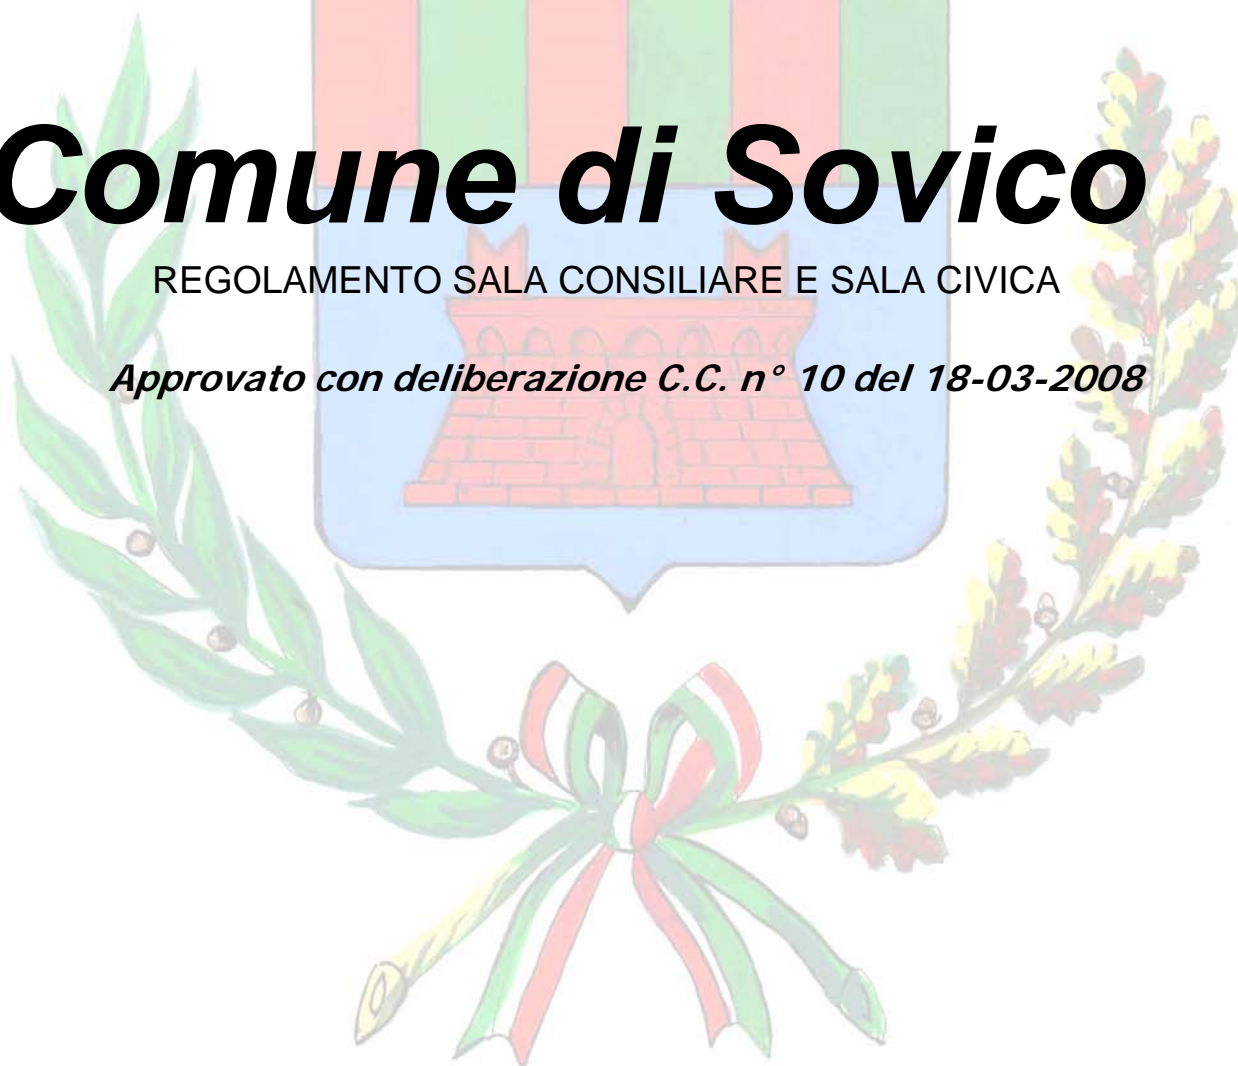 Comune di Sovico
REGOLAMENTO SALA CONSILIARE E SALA CIVICA
Approvato con deliberazione C.C. n° 10 del 18-03-2008